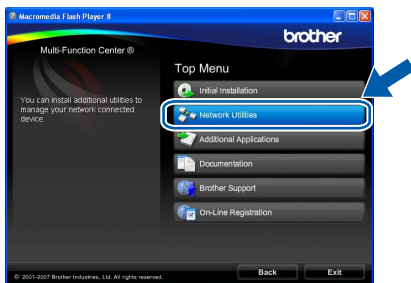 Macromedia Flash Player 8
brother
Multi-Function Center ®
Top Menu
You can install additional utilities to
manage your network connected
device.
Initial Installation
Network Utilities
Additional Applications
Documentation
Brother Support
On-Line Registration
© 2001-2007 Brother Industries, Ltd. All rights reserved.
Back
Exit